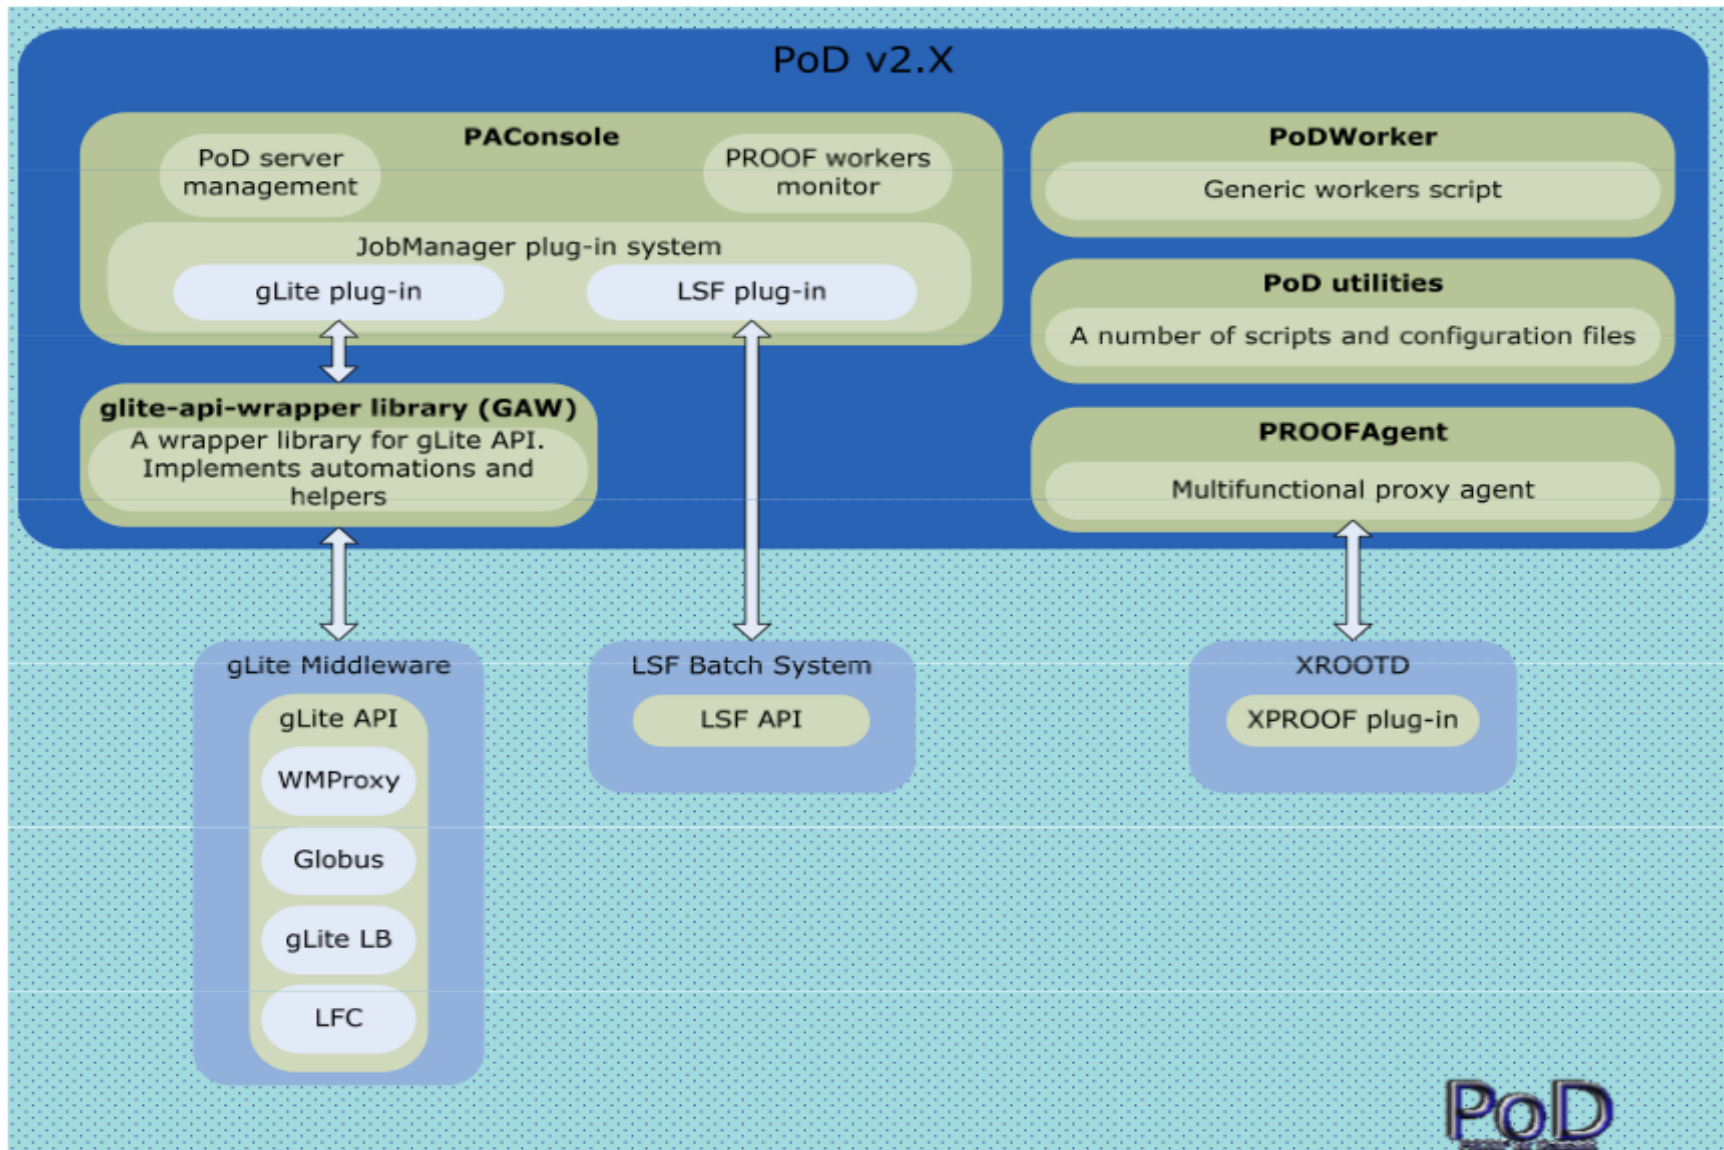 PoD v2.X
PAConsole
PoD server
management
PROOF workers
monitor
JobManager plug-in system
gLite plug-in
LSF plug-in
glite-api-wrapper library (GAW)
A wrapper library for gLite API.
Implements automations and
helpers
PoDWorker
Generic workers script
PoD utilities
A number of scripts and configuration files
PROOFAgent
Multifunctional proxy agent
gLite Middleware
gLite API
WMProxy
Globus
gLite LB
LFC
LSF Batch System
LSF API
XROOTD
XPROOF plug-in
PoD